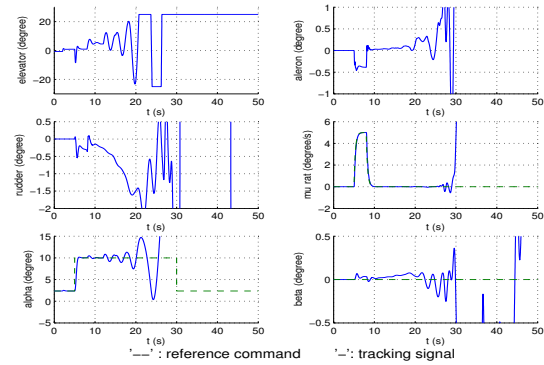 elevator (degree)
20
0
−20
0 10 20 30 40 50
t (s)
aleron (degree)
1
0.5
0
−0.5
−1
0 10 20 30 40 50
t (s)
rudder (degree)
0.5
0
−0.5
−1
−1.5
−2
0 10 20 30 40 50
t (s)
mu rat (degree/s)
6
4
2
0
−2
0 10 20 30 40 50
t (s)
alpha (degree)
15
10
5
0
−5
0 10 20 30 40 50
t (s)
beta (degree)
0.5
0
−0.5
0 10 20 30 40 50
t (s)
'−−' : reference command '−': tracking signal